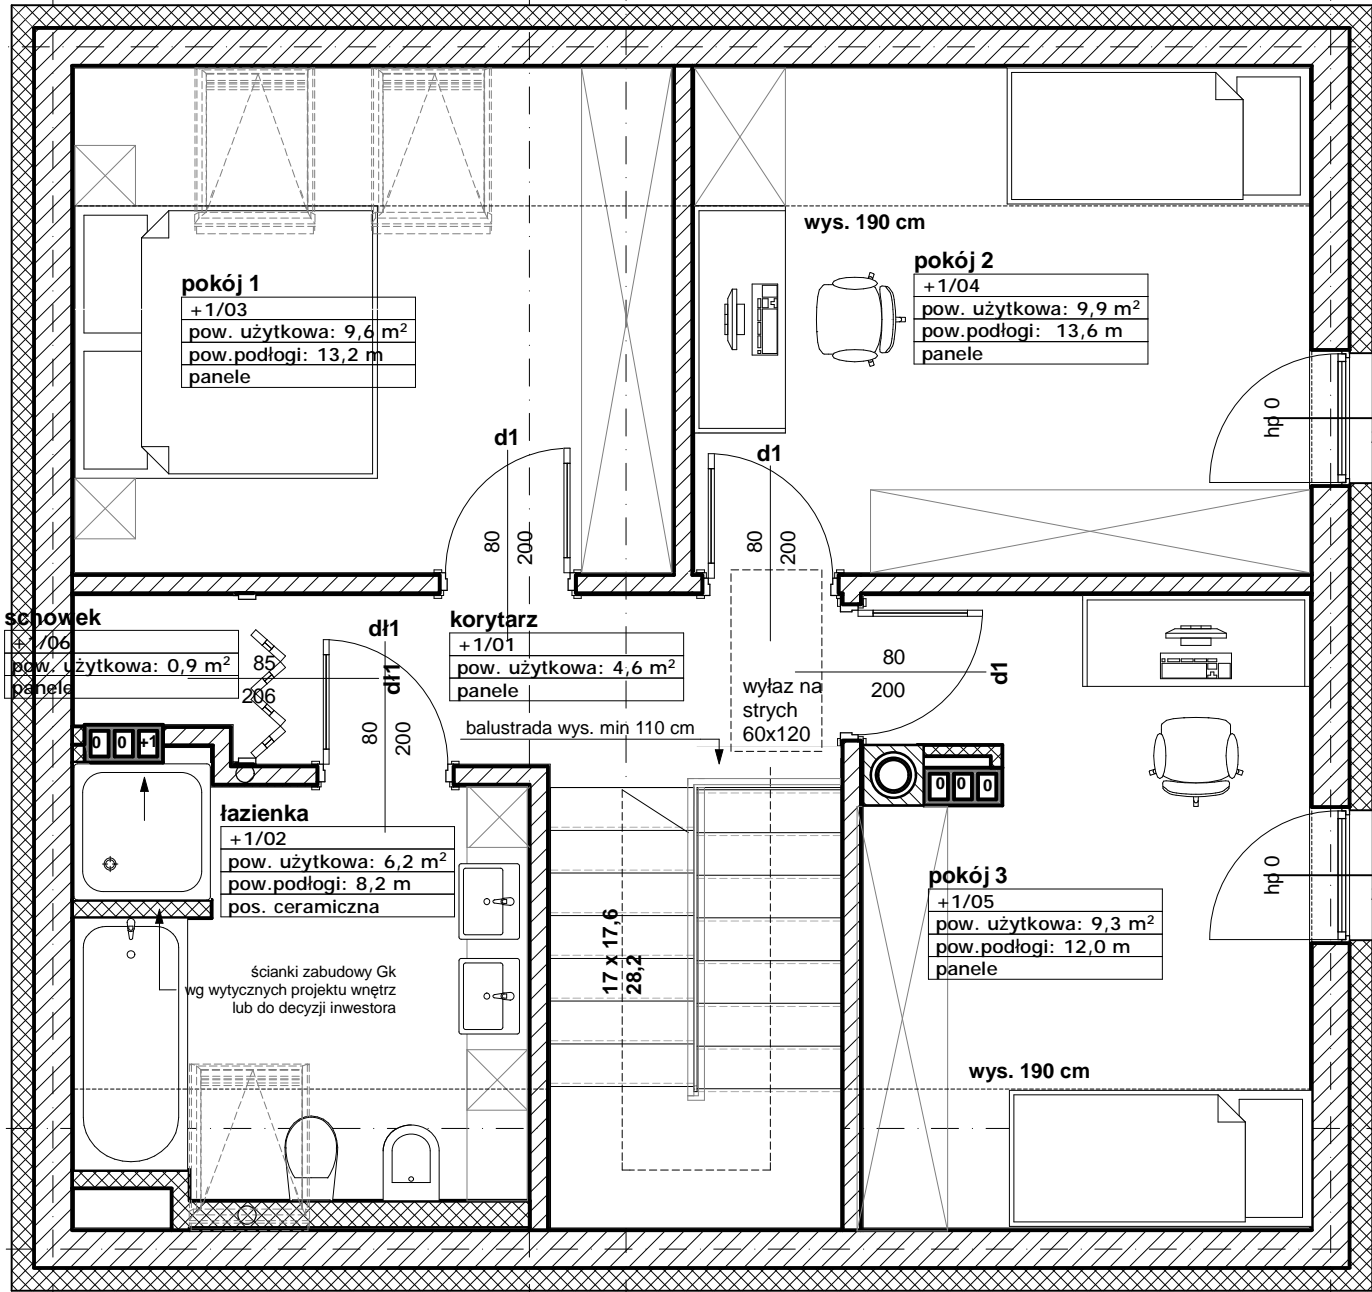 wys. 190 cm
pokój 1
+1/03
pow. użytkowa: 9,6 m²
pow.podłogi: 13,2 m
panele
pokój 2
+1/04
pow. użytkowa: 9,9 m²
pow.podłogi: 13,6 m
panele
hp 0
d1
80
200
d1
80
200
schowek
+1/06
pow. użytkowa: 0,9 m²
panele
85
206
dł1
dł1
80
200
korytarz
+1/01
pow. użytkowa: 4,6 m²
panele
balustrada wys. min 110 cm
wyłaz na
strych
60x120
80
200
d1
0 0 +1
0 0 0
łazienka
+1/02
pow. użytkowa: 6,2 m²
pow.podłogi: 8,2 m
pos. ceramiczna
ścianki zabudowy Gk
wg wytycznych projektu wnętrz
lub do decyzji inwestora
17 x 17,6
28,2
pokój 3
+1/05
pow. użytkowa: 9,3 m²
pow.podłogi: 12,0 m
panele
hp 0
wys. 190 cm